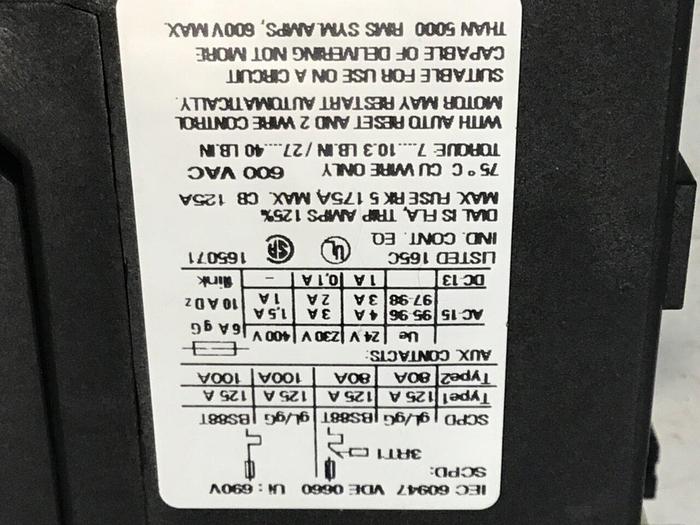 IEC 60947 VDE 0660 Ui : 690V
SCPD:
3RT1
SCPD gL/gG BS88T gL/gG BS88T
Type1 125 A 125 A 125 A 125 A
Type2 80A 80A 100A 100A
AUX. CONTACTS:
Ue 24 V 230 V 400 V 6 A gG
AC-15 95-96 4 A 3 A 1,5A
97-98 3 A 2 A 1 A 10 A Dz
DC-13 1 A 0,1A – flink
LISTED 165C UL SA 165071
IND. CONT. EQ.
DIAL IS FLA, TRIP AMPS 125%
MAX. FUSE RK 5 175A, MAX. CB 125A
75° C CU WIRE ONLY 600 VAC
TORQUE 7....10.3 LB.IN / 27....40 LB.IN
WITH AUTO RESET AND 2 WIRE CONTROL
MOTOR MAY RESTART AUTOMATICALLY.
SUITABLE FOR USE ON A CIRCUIT
CAPABLE OF DELIVERING NOT MORE
THAN 5000 RMS SYM. AMPS, 600V MAX.